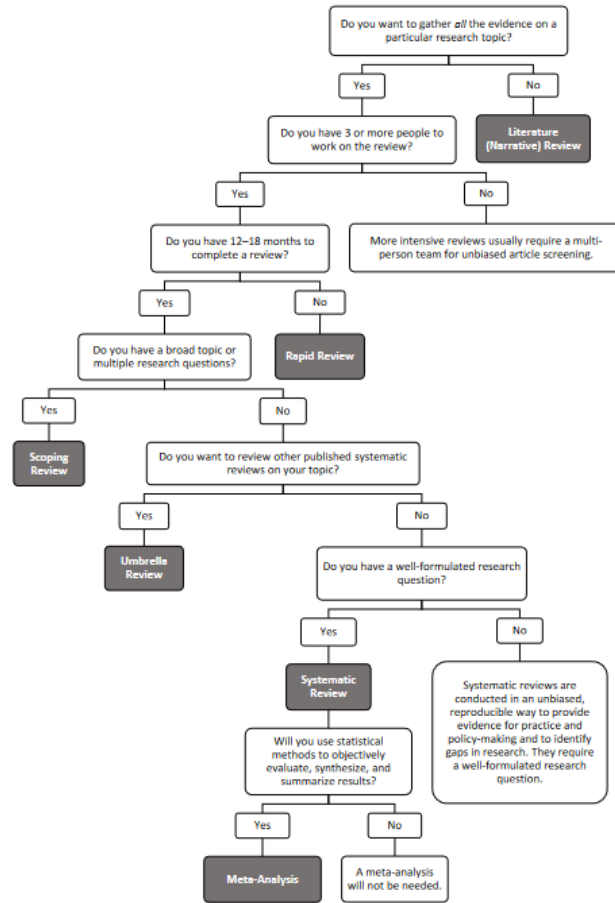 Do you want to gather all the evidence on a
particular research topic?
Yes
No
Do you have 3 or more people to
work on the review?
Literature
(Narrative) Review
Yes
No
Do you have 12–18 months to
complete a review?
More intensive reviews usually require a multi-
person team for unbiased article screening.
Yes
No
Do you have a broad topic or
multiple research questions?
Rapid Review
Yes
No
Scoping
Review
Do you want to review other published systematic
reviews on your topic?
Yes
No
Umbrella
Review
Do you have a well-formulated research
question?
Yes
No
Systematic
Review
Systematic reviews are
conducted in an unbiased,
reproducible way to provide
evidence for practice and
policy-making and to identify
gaps in research. They require
a well-formulated research
question.
Will you use statistical
methods to objectively
evaluate, synthesize, and
summarize results?
Yes
No
Meta-Analysis
A meta-analysis
will not be needed.